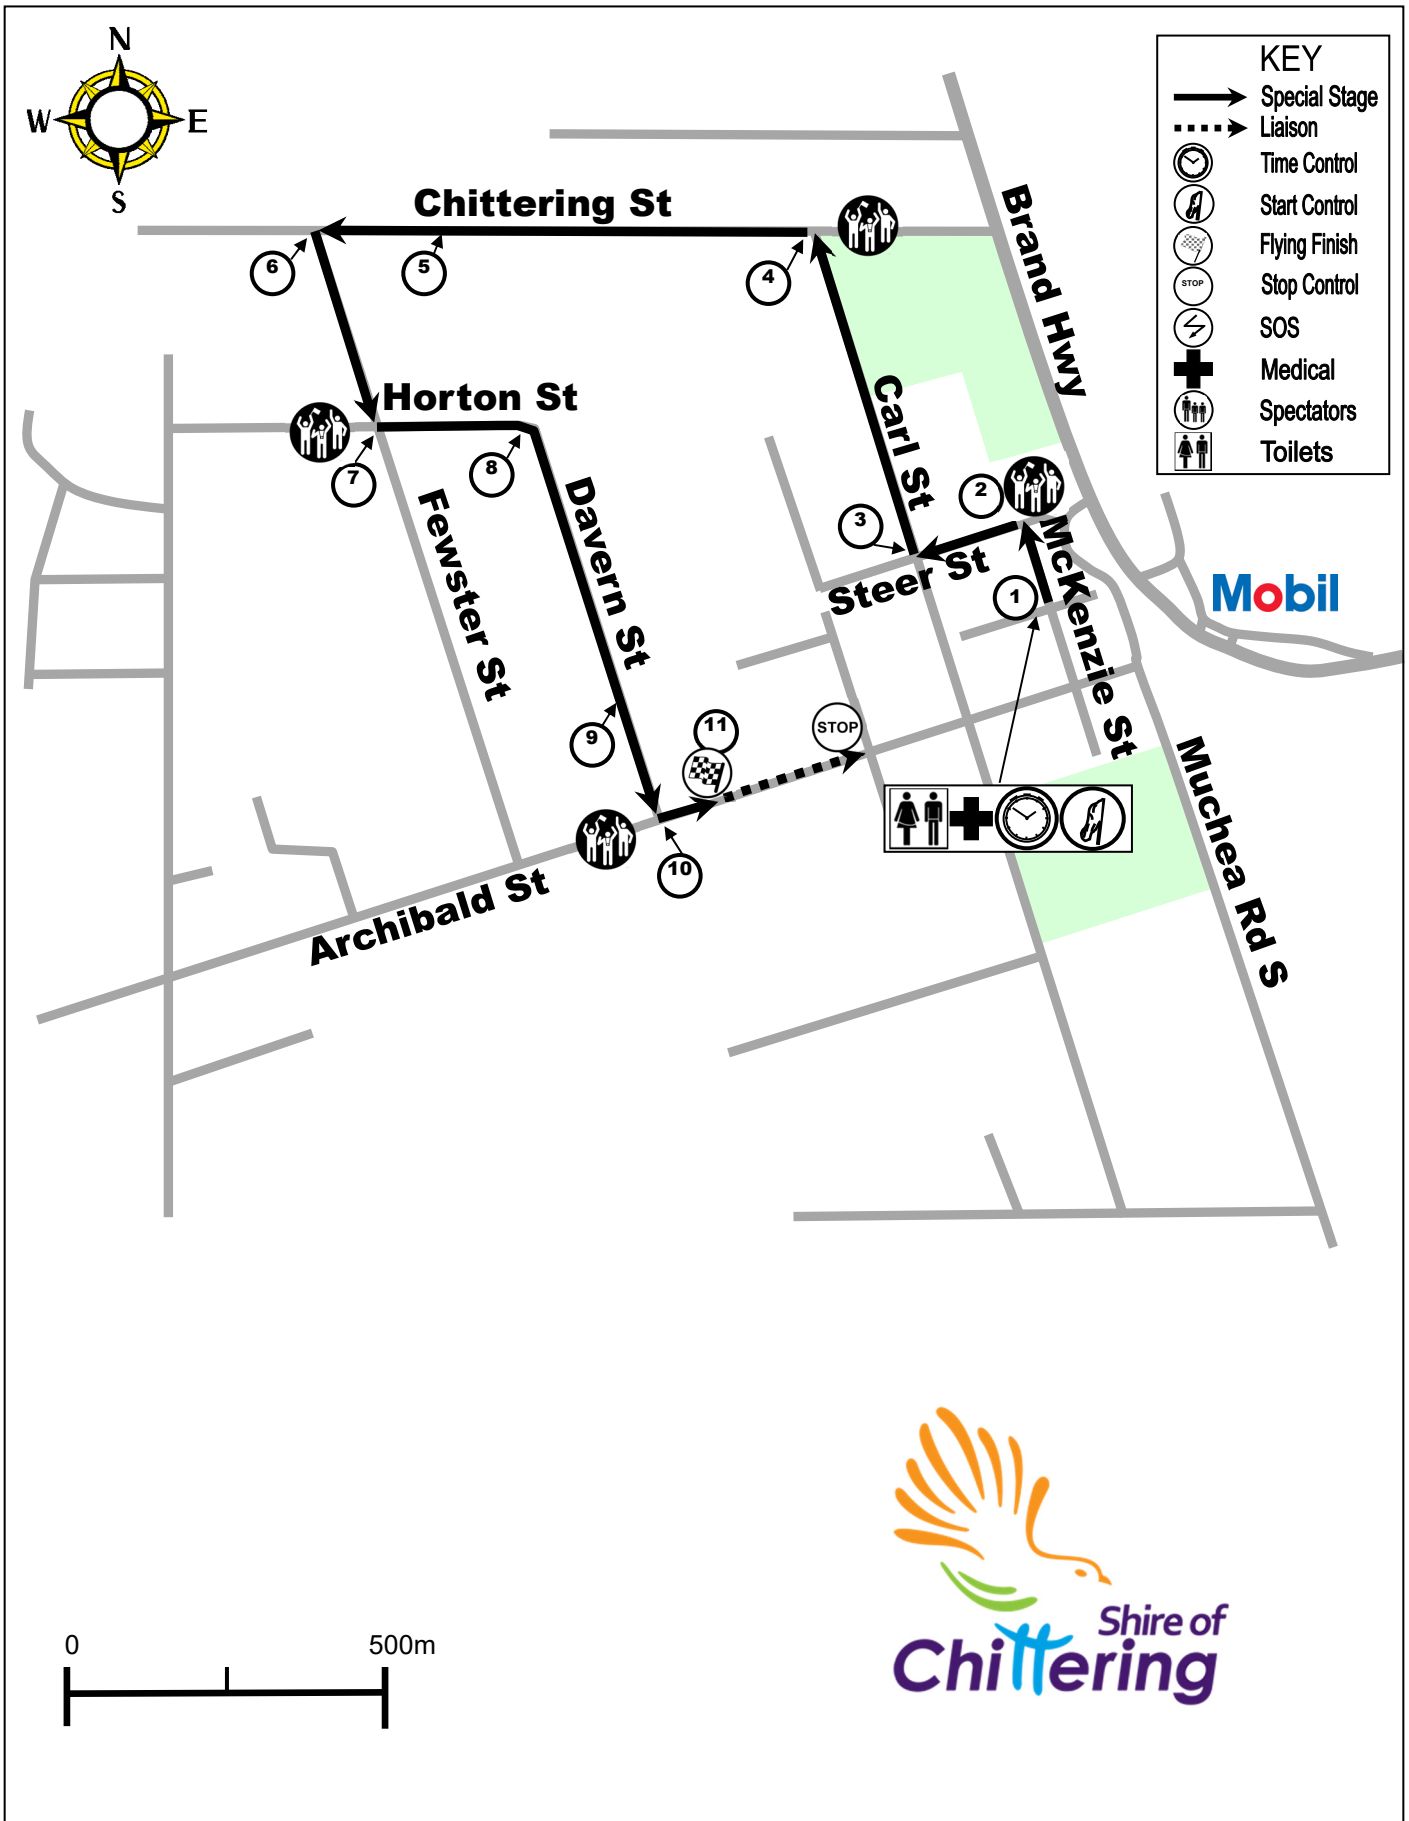 N
W
E
S
KEY
Special Stage
Liaison
Time Control
Start Control
Flying Finish
STOP
Stop Control
SOS
Medical
Spectators
Toilets
Chittering St
Brand Hwy
6
5
4
Horton St
Carl St
7
8
2
3
Fewster St
Davern St
Steer St
1
McKenzie St
Mobil
9
11
STOP
Muchea Rd S
10
Archibald St
0
500m
Shire of
Chittering